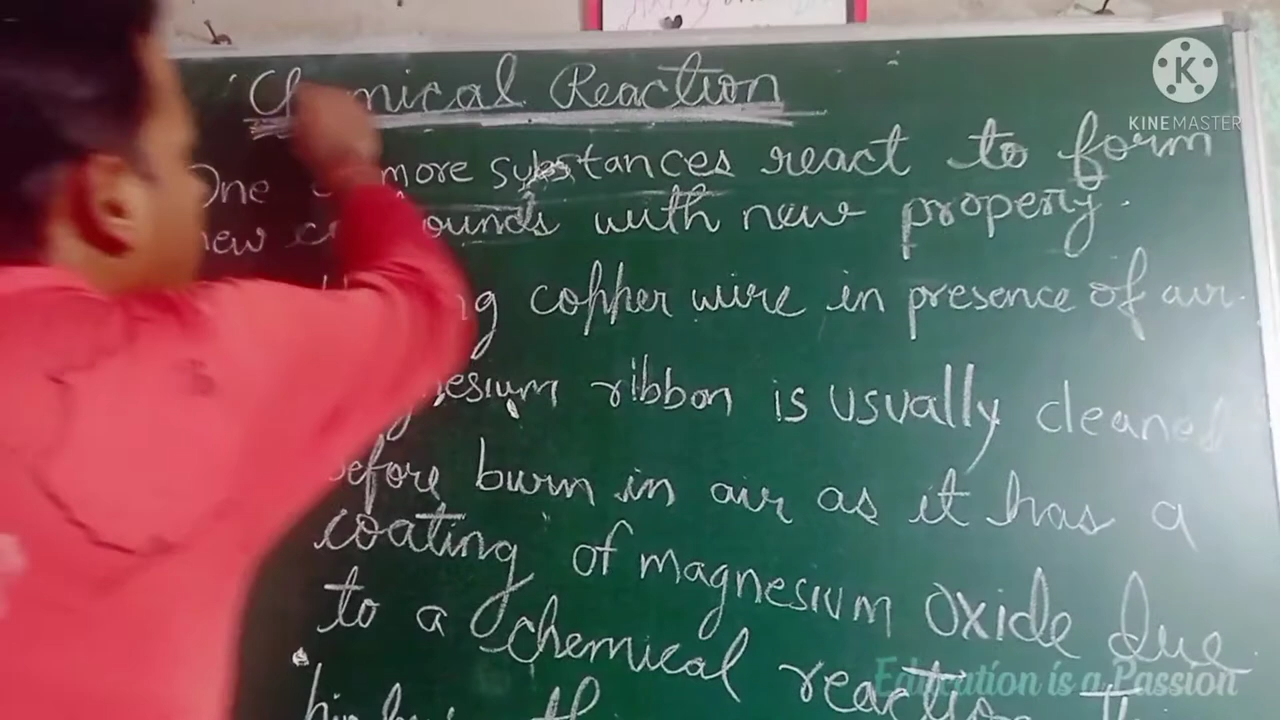 Chemical Reaction
K
KINEMASTER
One more substances react to form
new compounds with new property.
copper wire in presence of air.
ribbon is usually cleaned
before burn in air as it has a
coating of magnesium oxide due
to a chemical reaction
Education is a Passion